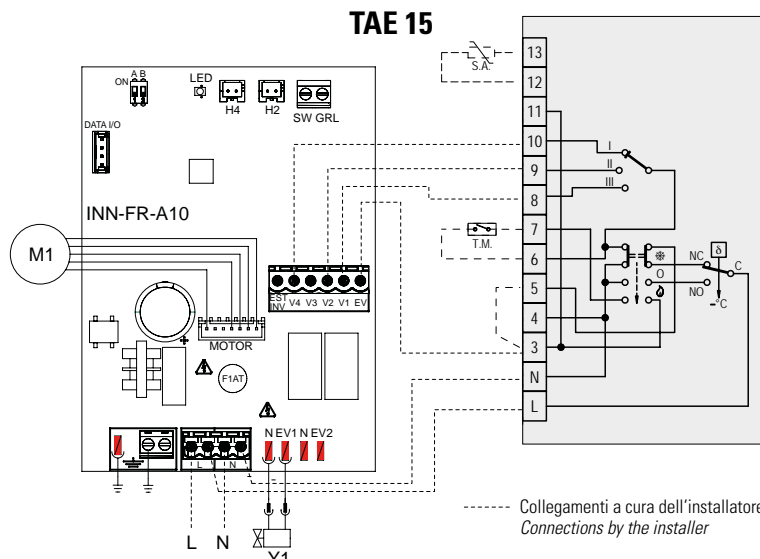 TAE 15
A B
ON
LED
H4
H2
SW GRL
DATA I/O
INN-FR-A10
M1
EST INV V4 V3 V2 V1 EV
MOTOR
F1AT
N EV1 N EV2
L N
L N
Y1
13
S.A.
12
11
10
I
9
II
8
III
7
T.M.
6
δ
NC
C
O
5
NO
-°C
4
3
N
L
Collegamenti a cura dell'installatore
Connections by the installer